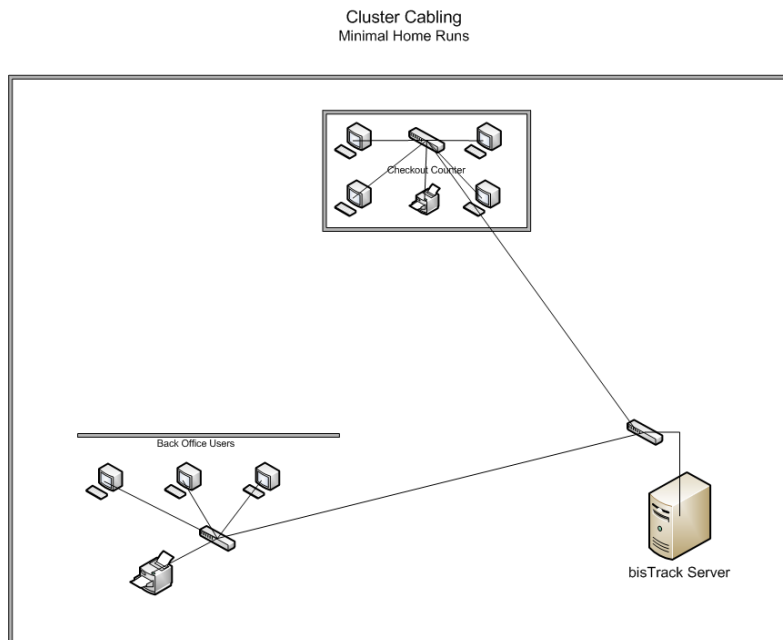 Cluster Cabling
Minimal Home Runs
Checkout Counter
Back Office Users
bisTrack Server